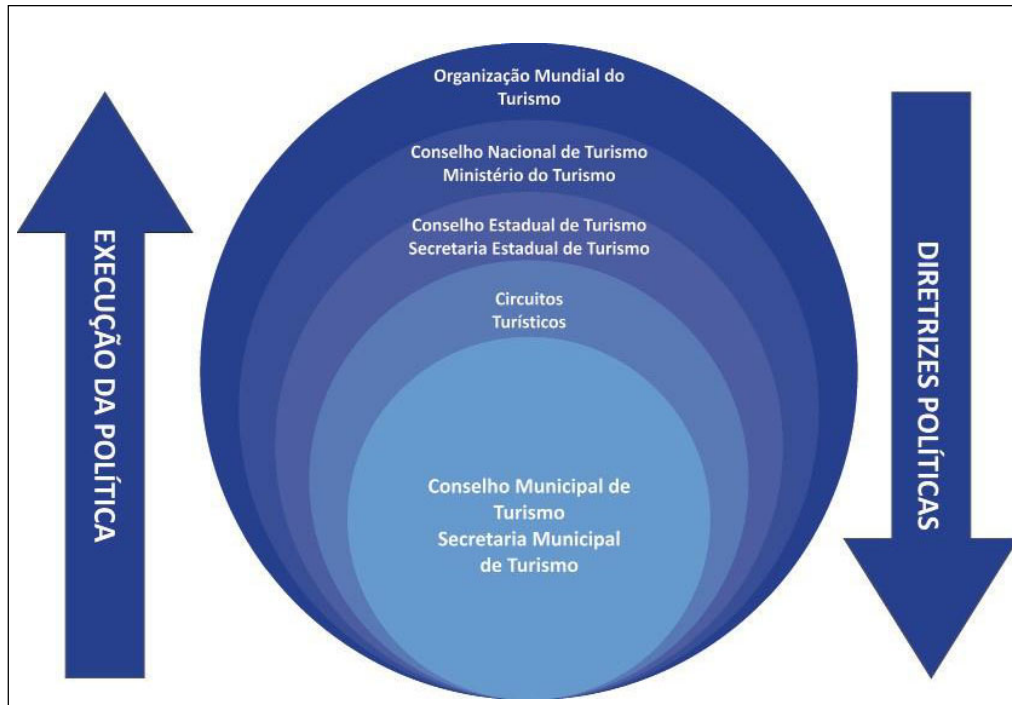 Organização Mundial do
Turismo
Conselho Nacional de Turismo
Ministério do Turismo
Conselho Estadual de Turismo
Secretaria Estadual de Turismo
Circuitos
Turísticos
Conselho Municipal de
Turismo
Secretaria Municipal
de Turismo
EXECUÇÃO DA POLÍTICA
DIRETRIZES POLÍTICAS